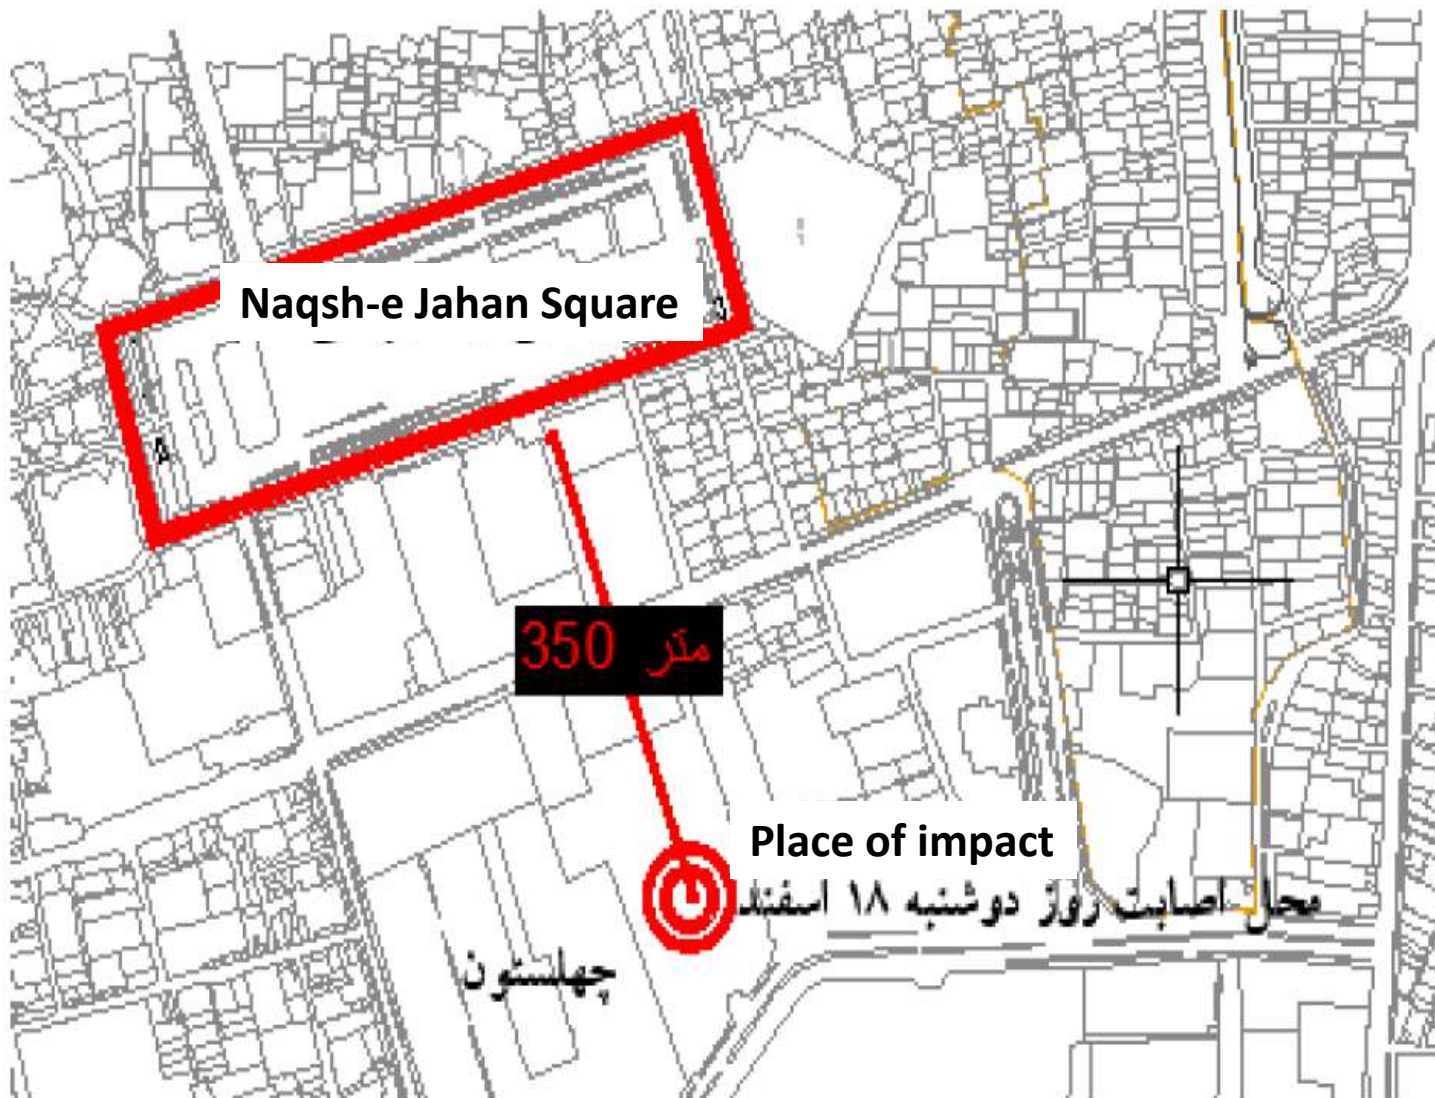 Naqsh-e Jahan Square
350 متر
Place of impact
محل اصابت روز دوشنبه ۱۸ اسفند
چهلستون